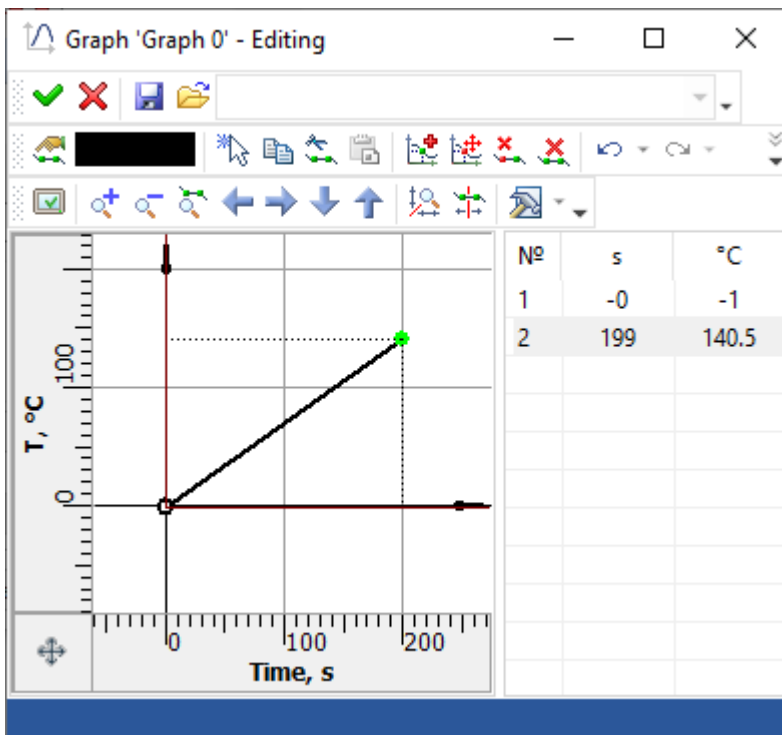 Graph 'Graph 0' - Editing
Nº s °C
1 -0 -1
2 199 140.5
T, °C
100
0
0 100 200
Time, s